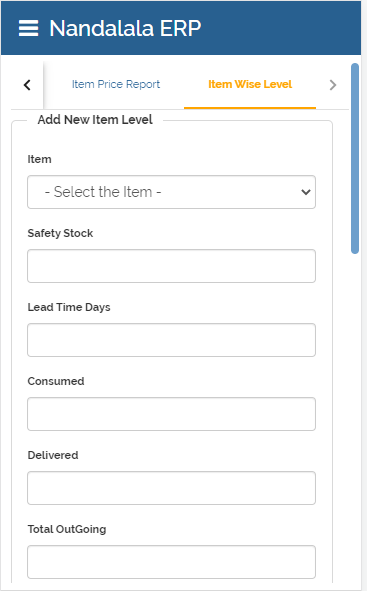 Nandalala ERP
Item Price Report
Item Wise Level
Add New Item Level
Item
- Select the Item -
Safety Stock
Lead Time Days
Consumed
Delivered
Total OutGoing